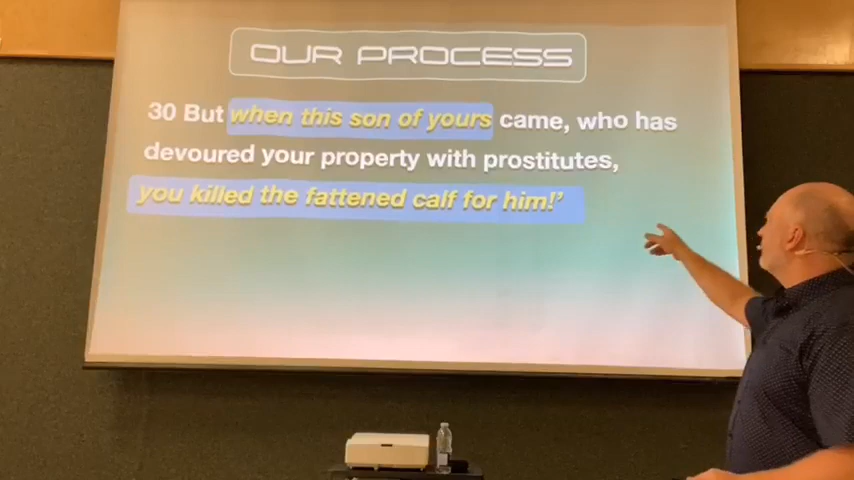 OUR PROCESS
30 But when this son of yours came, who has
devoured your property with prostitutes,
you killed the fattened calf for him!’